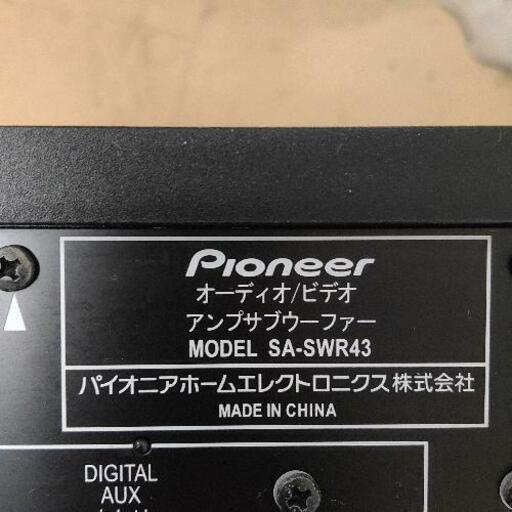 Pioneer
オーディオ/ビデオ
アンプサブウーファー
MODEL SA-SWR43
パイオニアホームエレクトロニクス株式会社
MADE IN CHINA
DIGITAL
AUX